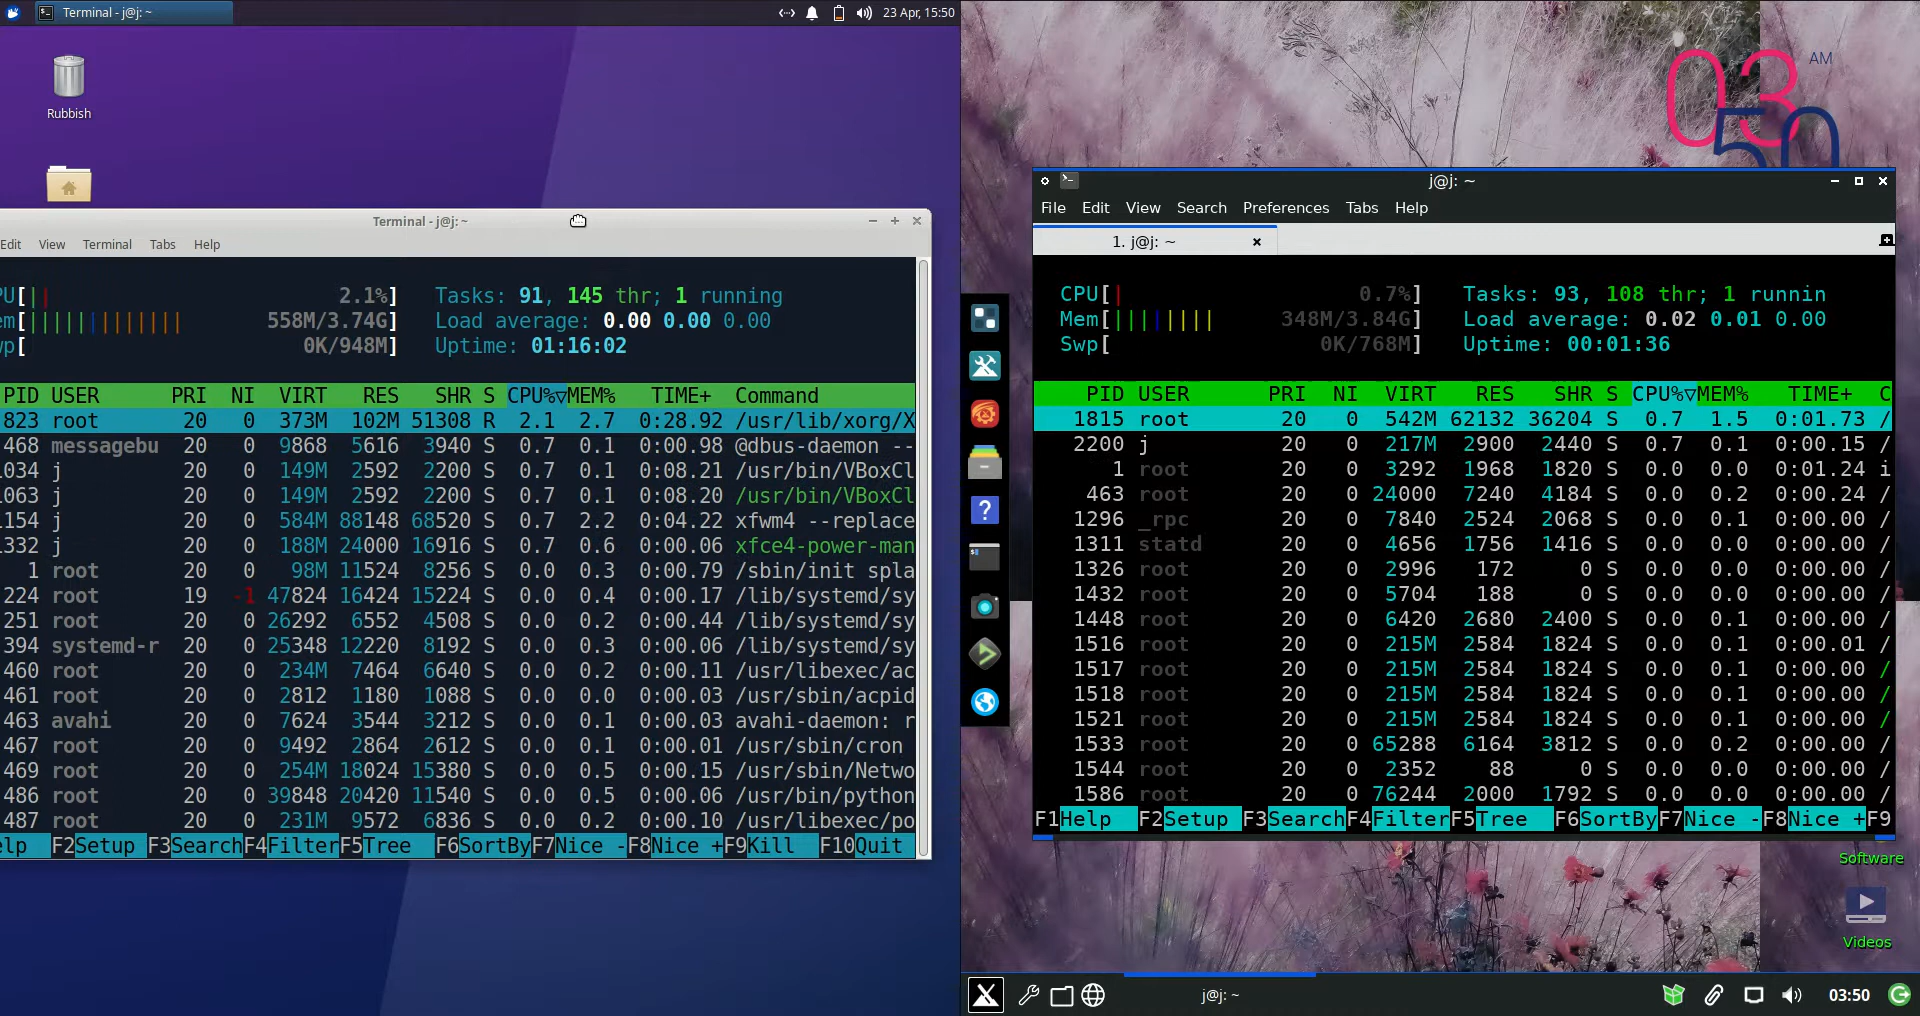 Terminal - j@j: ~
23 Apr, 15:50
Rubbish
Terminal - j@j: ~
Edit View Terminal Tabs Help
PU[|| 2.1%] Tasks: 91, 145 thr; 1 running
em[||||||||||||| 558M/3.74G] Load average: 0.00 0.00 0.00
wp[ 0K/948M] Uptime: 01:16:02
PID USER PRI NI VIRT RES SHR S CPU%▽MEM% TIME+ Command
823 root 20 0 373M 102M 51308 R 2.1 2.7 0:28.92 /usr/lib/xorg/X
468 messagebu 20 0 9868 5616 3940 S 0.7 0.1 0:00.98 @dbus-daemon --
1034 j 20 0 149M 2592 2200 S 0.7 0.1 0:08.21 /usr/bin/VBoxCl
1063 j 20 0 149M 2592 2200 S 0.7 0.1 0:08.20 /usr/bin/VBoxCl
1154 j 20 0 584M 88148 68520 S 0.7 2.2 0:04.22 xfwm4 --replace
1332 j 20 0 188M 24000 16916 S 0.7 0.6 0:00.06 xfce4-power-man
1 root 20 0 98M 11524 8256 S 0.0 0.3 0:00.79 /sbin/init spla
224 root 19 -1 47824 16424 15224 S 0.0 0.4 0:00.17 /lib/systemd/sy
251 root 20 0 26292 6552 4508 S 0.0 0.2 0:00.44 /lib/systemd/sy
394 systemd-r 20 0 25348 12220 8192 S 0.0 0.3 0:00.06 /lib/systemd/sy
460 root 20 0 234M 7464 6640 S 0.0 0.2 0:00.11 /usr/libexec/ac
461 root 20 0 2812 1180 1088 S 0.0 0.0 0:00.03 /usr/sbin/acpid
463 avahi 20 0 7624 3544 3212 S 0.0 0.1 0:00.03 avahi-daemon: r
467 root 20 0 9492 2864 2612 S 0.0 0.1 0:00.01 /usr/sbin/cron
469 root 20 0 254M 18024 15380 S 0.0 0.5 0:00.15 /usr/sbin/Netwo
486 root 20 0 39848 20420 11540 S 0.0 0.5 0:00.06 /usr/bin/python
487 root 20 0 231M 9572 6836 S 0.0 0.2 0:00.10 /usr/libexec/po
elp F2Setup F3SearchF4FilterF5Tree F6SortByF7Nice -F8Nice +F9Kill F10Quit
03 AM
50
j@j: ~
File Edit View Search Preferences Tabs Help
1. j@j: ~
CPU[| 0.7%] Tasks: 93, 108 thr; 1 runnin
Mem[|||||||| 348M/3.84G] Load average: 0.02 0.01 0.00
Swp[ 0K/768M] Uptime: 00:01:36
PID USER PRI NI VIRT RES SHR S CPU%▽MEM% TIME+ C
1815 root 20 0 542M 62132 36204 S 0.7 1.5 0:01.73 /
2200 j 20 0 217M 2900 2440 S 0.7 0.1 0:00.15 /
1 root 20 0 3292 1968 1820 S 0.0 0.0 0:01.24 i
463 root 20 0 24000 7240 4184 S 0.0 0.2 0:00.24 /
1296 _rpc 20 0 7840 2524 2068 S 0.0 0.1 0:00.00 /
1311 statd 20 0 4656 1756 1416 S 0.0 0.0 0:00.00 /
1326 root 20 0 2996 172 0 S 0.0 0.0 0:00.00 /
1432 root 20 0 5704 188 0 S 0.0 0.0 0:00.00 /
1448 root 20 0 6420 2680 2400 S 0.0 0.1 0:00.00 /
1516 root 20 0 215M 2584 1824 S 0.0 0.1 0:00.01 /
1517 root 20 0 215M 2584 1824 S 0.0 0.1 0:00.00 /
1518 root 20 0 215M 2584 1824 S 0.0 0.1 0:00.00 /
1521 root 20 0 215M 2584 1824 S 0.0 0.1 0:00.00 /
1533 root 20 0 65288 6164 3812 S 0.0 0.2 0:00.00 /
1544 root 20 0 2352 88 0 S 0.0 0.0 0:00.00 /
1586 root 20 0 76244 2000 1792 S 0.0 0.0 0:00.00 /
F1Help F2Setup F3SearchF4FilterF5Tree F6SortByF7Nice -F8Nice +F9
Software
Videos
j@j: ~
03:50